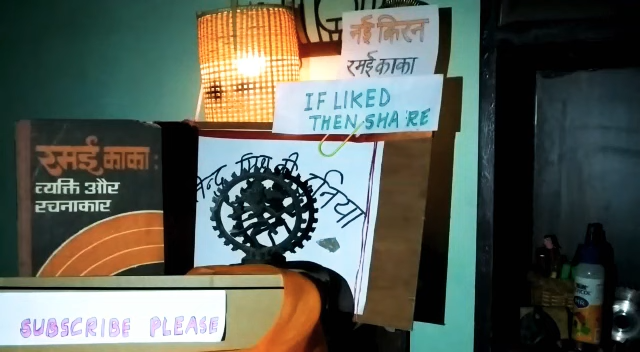 नई किरन
रमई काका
IF LIKED
THEN SHARE
रमई काका:
व्यक्ति और
रचनाकार
मिश्र की दुनिया
SUBSCRIBE PLEASE